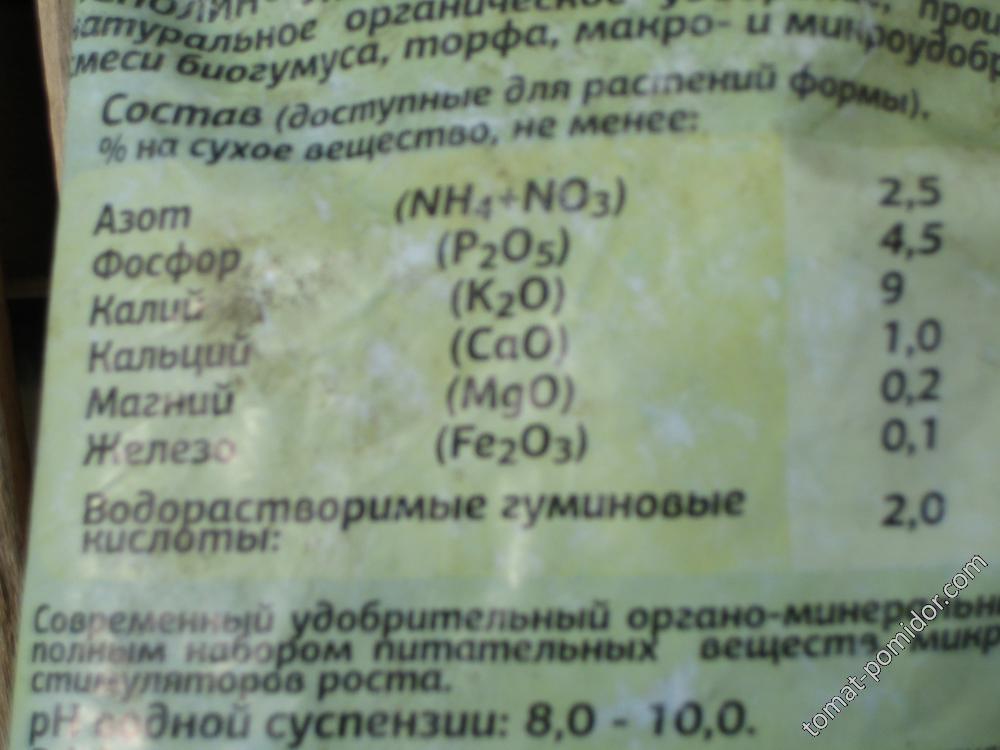 натуральное органическое
смеси биогумуса, торфа, макро- и микроудобр
Состав (доступные для растений формы),
% на сухое вещество, не менее:
Азот (NH4+NO3) 2,5
Фосфор (P2O5) 4,5
Калий (K2O) 9
Кальций (CaO) 1,0
Магний (MgO) 0,2
Железо (Fe2O3) 0,1
Водорастворимые гуминовые 2,0
кислоты:
Современный удобрительный органо-минеральн
полным набором питательных веществ, микр
стимуляторов роста.
pH водной суспензии: 8,0 - 10,0.
tomat-pomidor.com